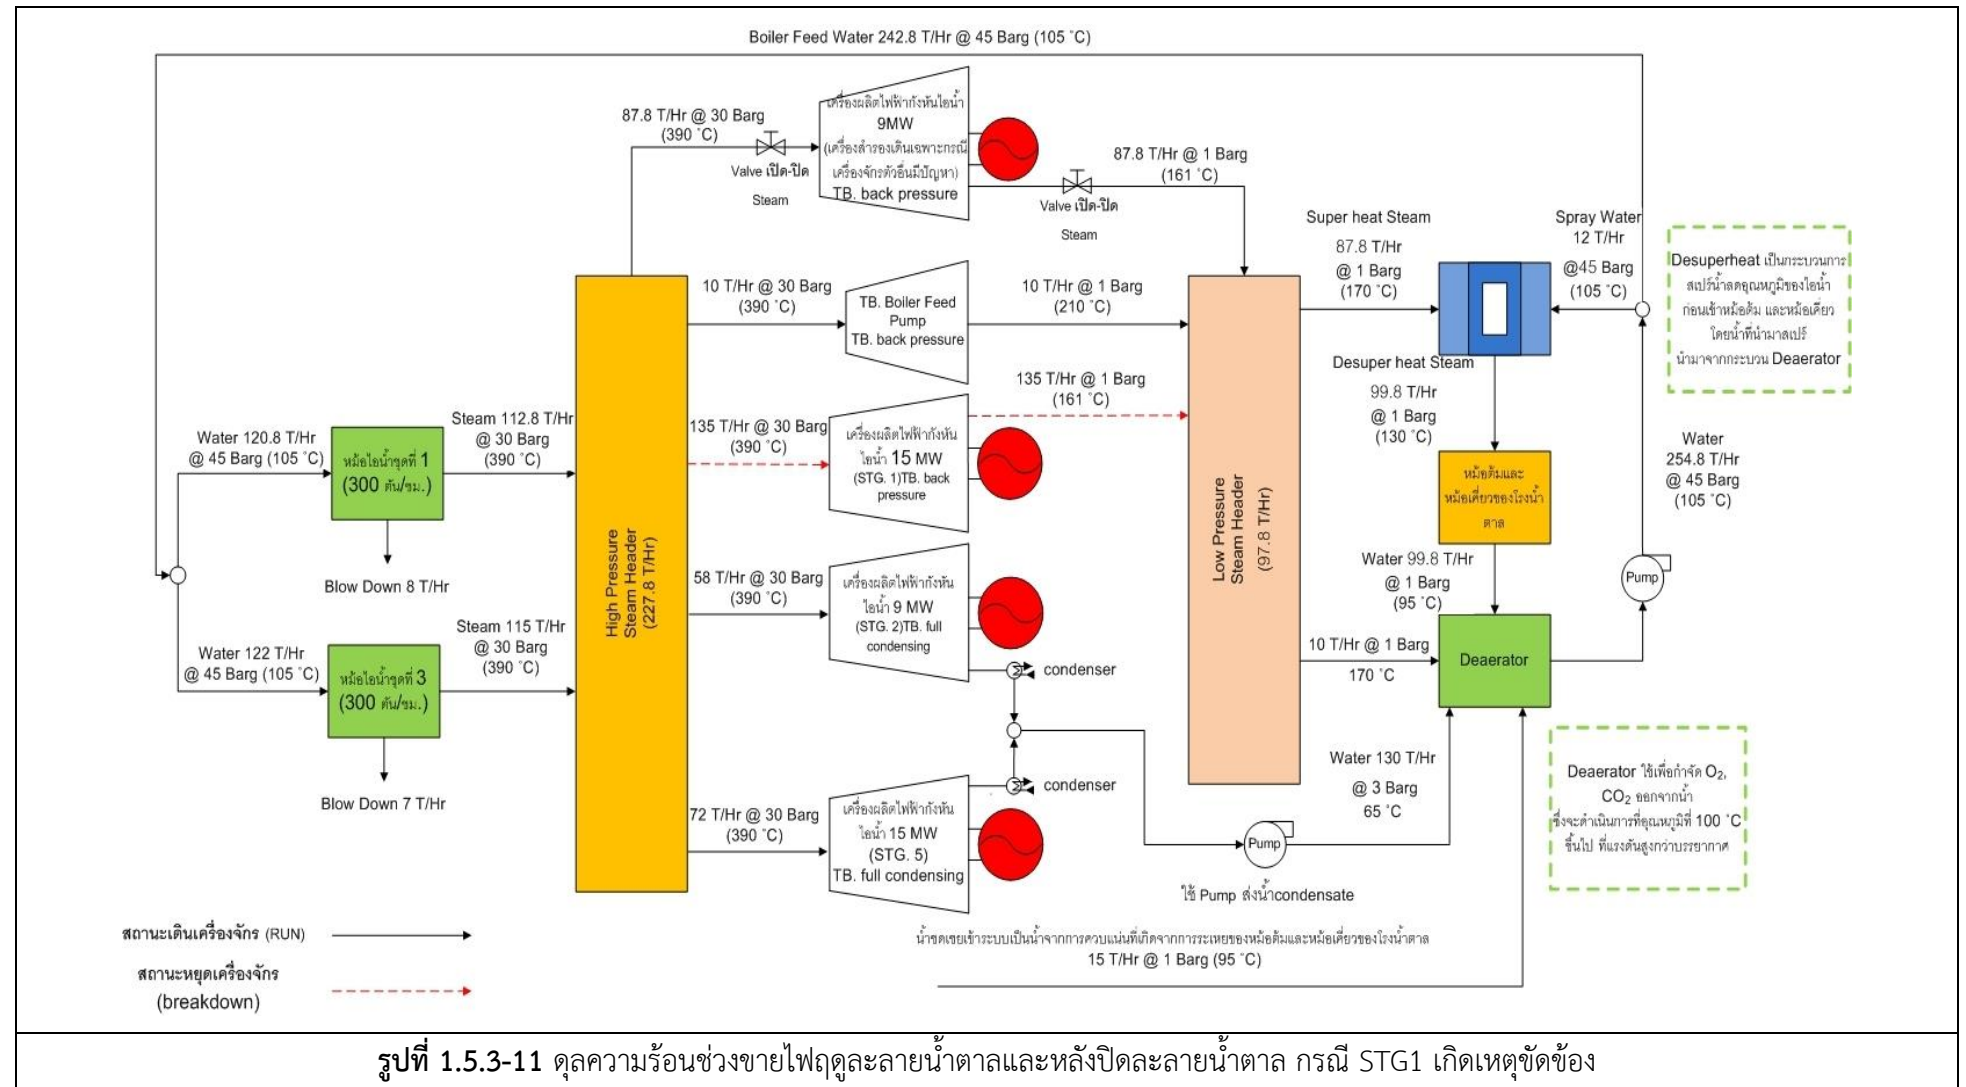 Boiler Feed Water 242.8 T/Hr @ 45 Barg (105 ˚C)
87.8 T/Hr @ 30 Barg
(390 ˚C)
Valve เปิด-ปิด
Steam
เครื่องผลิตไฟฟ้ากังหันไอน้ำ
9MW
(เครื่องสำรองเดินเฉพาะกรณี
เครื่องจักรตัวอื่นมีปัญหา)
TB. back pressure
87.8 T/Hr @ 1 Barg
(161 ˚C)
Valve เปิด-ปิด
Steam
Super heat Steam
87.8 T/Hr
@ 1 Barg
(170 ˚C)
Spray Water
12 T/Hr
@45 Barg
(105 ˚C)
Desuperheat เป็นกระบวนการ
สเปร์น้ำลดอุณหภูมิของไอน้ำ
ก่อนเข้าหม้อต้ม และหม้อเคี่ยว
โดยน้ำที่นำมาสเปร์
นำมาจากกระบวน Deaerator
10 T/Hr @ 30 Barg
(390 ˚C)
TB. Boiler Feed
Pump
TB. back pressure
10 T/Hr @ 1 Barg
(210 ˚C)
Desuper heat Steam
99.8 T/Hr
@ 1 Barg
(130 ˚C)
135 T/Hr @ 1 Barg
(161 ˚C)
135 T/Hr @ 30 Barg
(390 ˚C)
เครื่องผลิตไฟฟ้ากังหัน
ไอน้ำ 15 MW
(STG. 1)TB. back
pressure
Water 120.8 T/Hr
@ 45 Barg (105 ˚C)
หม้อไอน้ำชุดที่ 1
(300 ตัน/ชม.)
Steam 112.8 T/Hr
@ 30 Barg
(390 ˚C)
Blow Down 8 T/Hr
High Pressure
Steam Header
(227.8 T/Hr)
Low Pressure
Steam Header
(97.8 T/Hr)
หม้อต้มและ
หม้อเคี่ยวของโรงน้ำ
ตาล
Water
254.8 T/Hr
@ 45 Barg
(105 ˚C)
Pump
Water 99.8 T/Hr
@ 1 Barg
(95 ˚C)
58 T/Hr @ 30 Barg
(390 ˚C)
เครื่องผลิตไฟฟ้ากังหัน
ไอน้ำ 9 MW
(STG. 2)TB. full
condensing
condenser
Water 122 T/Hr
@ 45 Barg (105 ˚C)
หม้อไอน้ำชุดที่ 3
(300 ตัน/ชม.)
Steam 115 T/Hr
@ 30 Barg
(390 ˚C)
Blow Down 7 T/Hr
10 T/Hr @ 1 Barg
170 ˚C
Deaerator
72 T/Hr @ 30 Barg
(390 ˚C)
เครื่องผลิตไฟฟ้ากังหัน
ไอน้ำ 15 MW
(STG. 5)
TB. full condensing
condenser
Water 130 T/Hr
@ 3 Barg
65 ˚C
Pump
ใช้ Pump ส่งน้ำcondensate
Deaerator ใช้เพื่อกำจัด O2,
CO2 ออกจากน้ำ
ซึ่งจะดำเนินการที่อุณหภูมิที่ 100 ˚C
ขึ้นไป ที่แรงดันสูงกว่าบรรยากาศ
น้ำชดเชยเข้าระบบเป็นน้ำจากการควบแน่นที่เกิดจากการระเหยของหม้อต้มและหม้อเคี่ยวของโรงน้ำตาล
15 T/Hr @ 1 Barg (95 ˚C)
สถานะเดินเครื่องจักร (RUN)
สถานะหยุดเครื่องจักร
(breakdown)
รูปที่ 1.5.3-11 ดุลความร้อนช่วงขายไฟฤดูละลายน้ำตาลและหลังปิดละลายน้ำตาล กรณี STG1 เกิดเหตุขัดข้อง